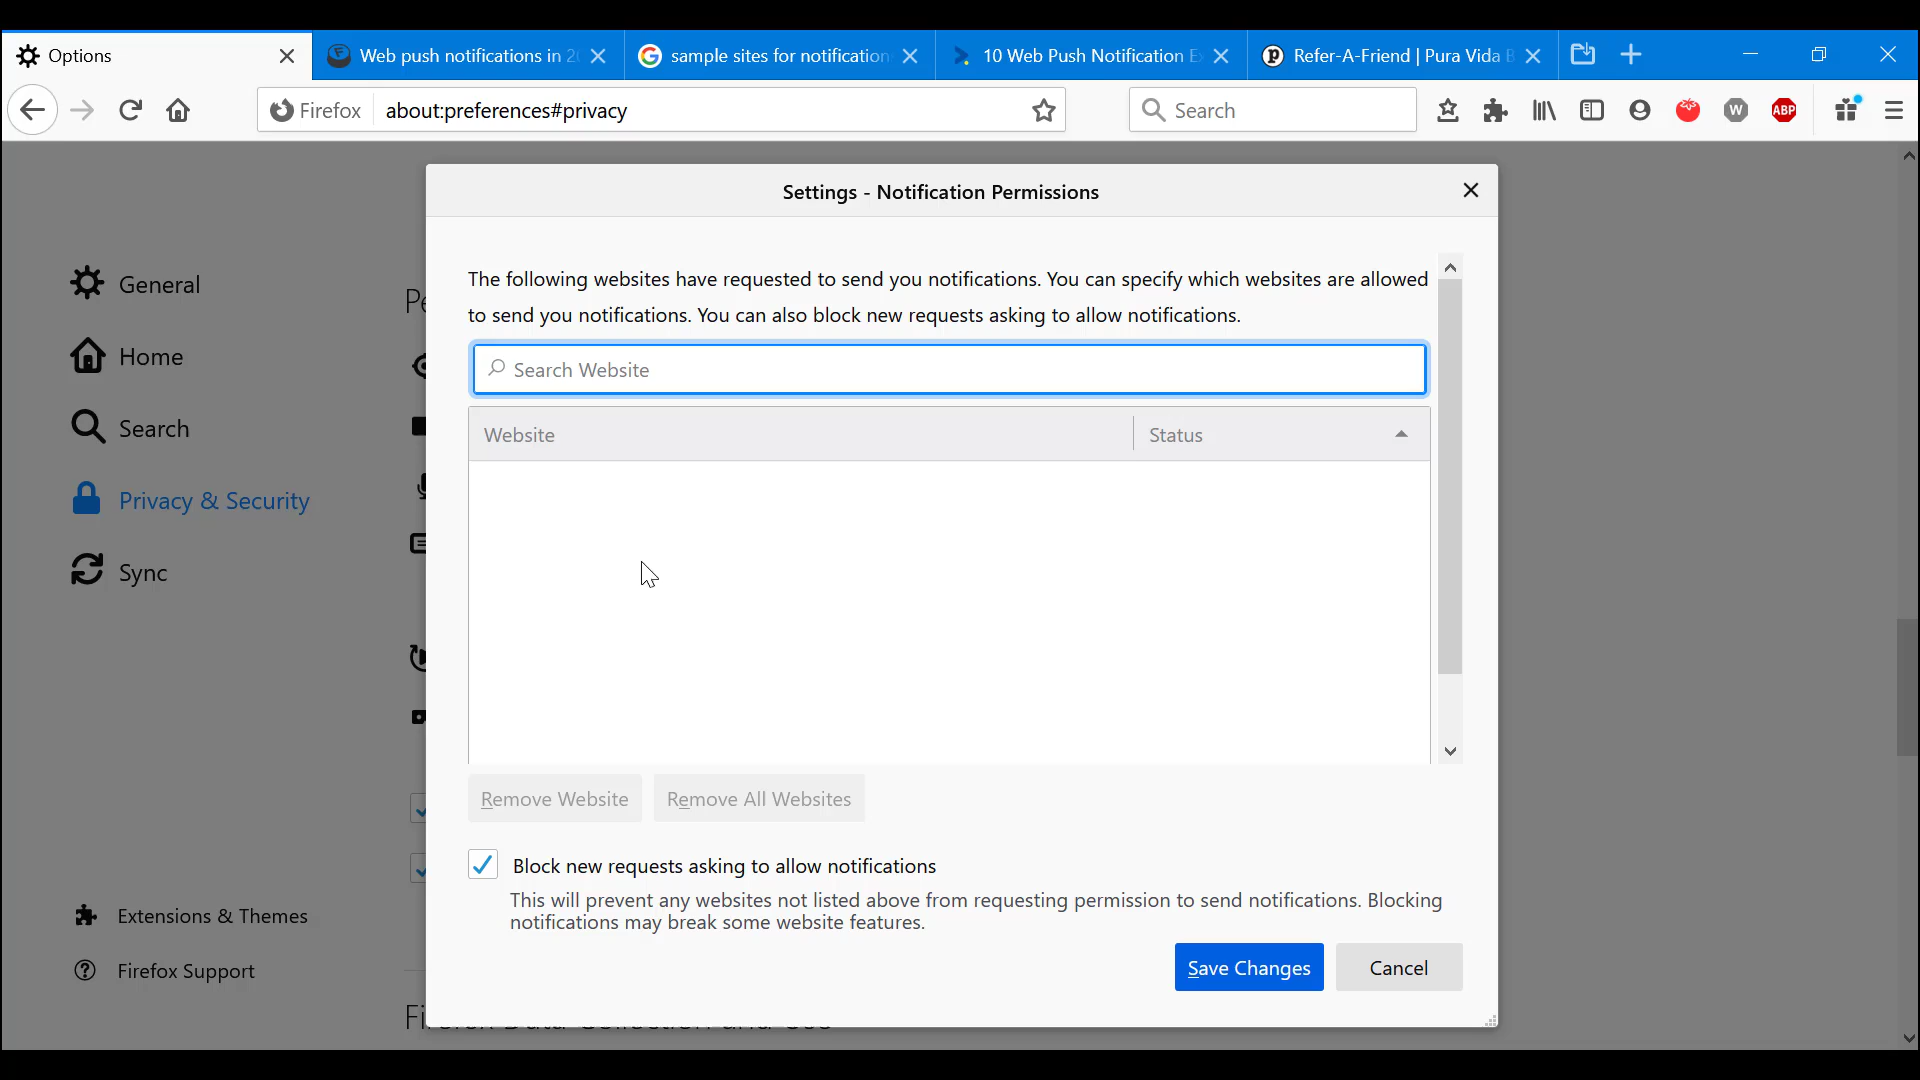 Options
Web push notifications in 20
sample sites for notification
10 Web Push Notification E
Refer-A-Friend | Pura Vida B
Firefox
about:preferences#privacy
Search
W
ABP
Settings - Notification Permissions
The following websites have requested to send you notifications. You can specify which websites are allowed
to send you notifications. You can also block new requests asking to allow notifications.
Search Website
Website
Status
General
Pe
Home
Search
Privacy & Security
Sync
Remove Website
Remove All Websites
Block new requests asking to allow notifications
This will prevent any websites not listed above from requesting permission to send notifications. Blocking
notifications may break some website features.
Save Changes
Cancel
Extensions & Themes
Firefox Support